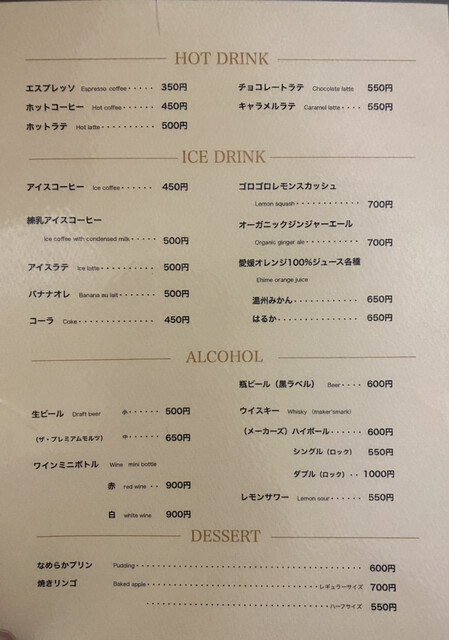 HOT DRINK
エスプレッソ Espresso coffee・・・・・ 350円
ホットコーヒー Hot coffee・・・・・・ 450円
ホットラテ Hot latte・・・・・・・・・・ 500円
チョコレートラテ Chocolate latte 550円
キャラメルラテ Caramel latte・・・・ 550円
ICE DRINK
アイスコーヒー Ice coffee・・・・・・ 450円
練乳アイスコーヒー
Ice coffee with condensed milk・・・・・ 500円
アイスラテ Ice latte・・・・・・・・・・ 500円
バナナオレ Banana au lait・・・・・・・ 500円
コーラ Coke・・・・・・・・・・・・・ 450円
ゴロゴロレモンスカッシュ
Lemon squash・・・・・・・・・・・・ 700円
オーガニックジンジャーエール
Organic ginger ale・・・・・・・・・・ 700円
愛媛オレンジ100%ジュース各種
Ehime orange juice
温州みかん・・・・・・・・・・・・ 650円
はるか・・・・・・・・・・・・・・ 650円
ALCOHOL
生ビール Draft beer 小・・・・・・ 500円
（ザ・プレミアムモルツ） 中・・・・・・ 650円
ワインミニボトル Wine mini bottle
赤 red wine・・ 900円
白 white wine 900円
瓶ビール（黒ラベル） Beer・・・・ 600円
ウイスキー Whisky （maker'smark）
（メーカーズ）ハイボール・・・・・・ 600円
シングル（ロック） 550円
ダブル（ロック）・・ 1000円
レモンサワー Lemon sour・・・・・ 550円
DESSERT
なめらかプリン Pudding・・・・・・・・・・・・・・・・・・・・・・・・・・・・・・ 600円
焼きリンゴ Baked apple・・・・・・・・・・・・・・・・・・・・・・レギュラーサイズ 700円
・・・・・・・・・・・・・・・・・・・・・・・・ハーフサイズ 550円